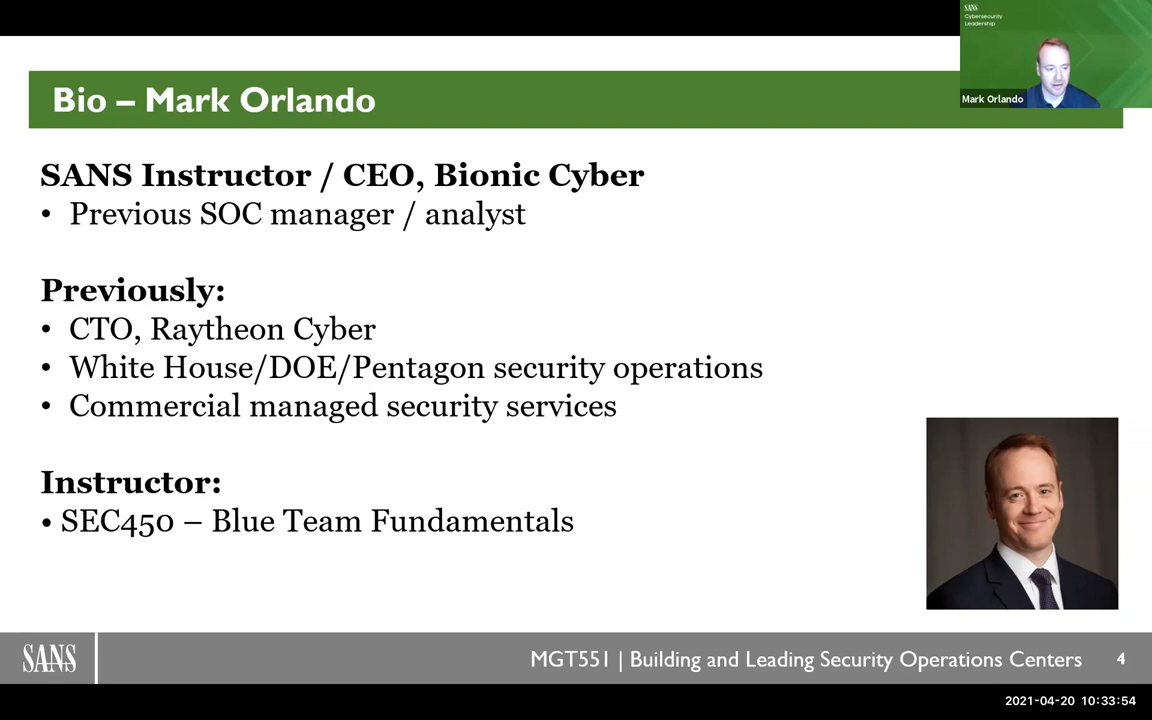 SANS
Cybersecurity
Leadership
Mark Orlando
Bio – Mark Orlando
SANS Instructor / CEO, Bionic Cyber
• Previous SOC manager / analyst
Previously:
• CTO, Raytheon Cyber
• White House/DOE/Pentagon security operations
• Commercial managed security services
Instructor:
• SEC450 – Blue Team Fundamentals
SANS
MGT551 | Building and Leading Security Operations Centers 4
2021-04-20 10:33:54